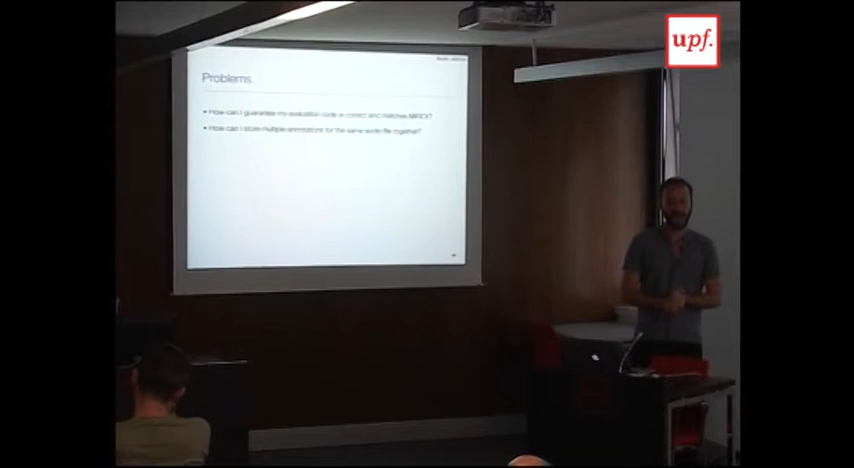 upf.
Problems
• How can I guarantee my evaluation code is correct and matches MIREX?
• How can I store multiple annotations for the same audio file together?